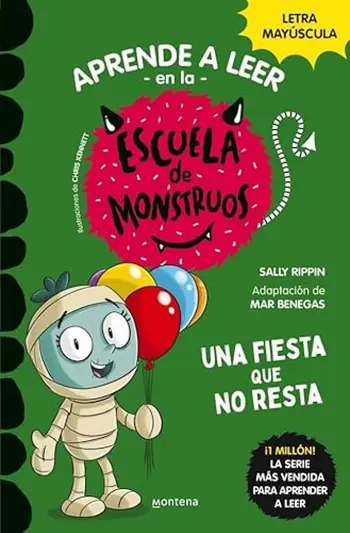 LETRA
MAYÚSCULA
APRENDE A LEER
- en la -
ESCUELA
de
MONSTRUOS
Ilustraciones de CHRIS KENNETT
SALLY RIPPIN
Adaptación de
MAR BENEGAS
UNA FIESTA
QUE
NO RESTA
¡1 MILLÓN!
LA SERIE
MÁS VENDIDA
PARA APRENDER
A LEER
montena